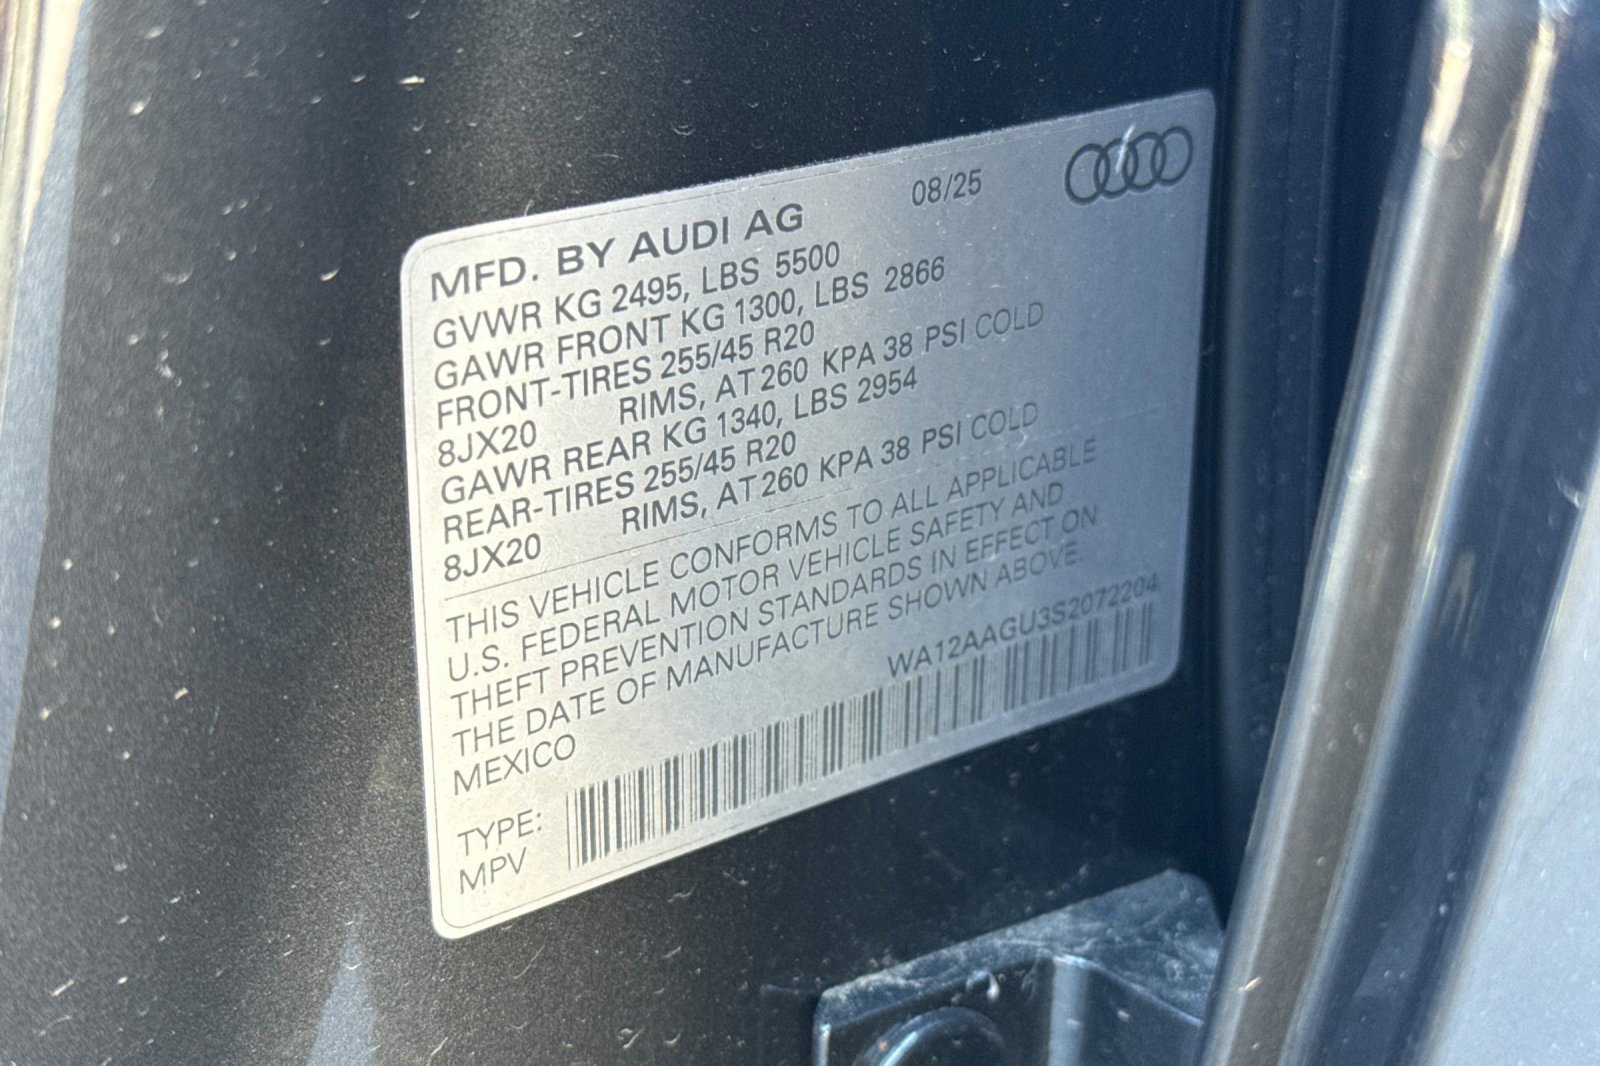 MFD. BY AUDI AG 08/25
GVWR KG 2495, LBS 5500
GAWR FRONT KG 1300, LBS 2866
FRONT-TIRES 255/45 R20
8JX20 RIMS, AT 260 KPA 38 PSI COLD
GAWR REAR KG 1340, LBS 2954
REAR-TIRES 255/45 R20
8JX20 RIMS, AT 260 KPA 38 PSI COLD
THIS VEHICLE CONFORMS TO ALL APPLICABLE
U.S. FEDERAL MOTOR VEHICLE SAFETY AND
THEFT PREVENTION STANDARDS IN EFFECT ON
THE DATE OF MANUFACTURE SHOWN ABOVE.
MEXICO WA12AAGU3S2072204
TYPE:
MPV